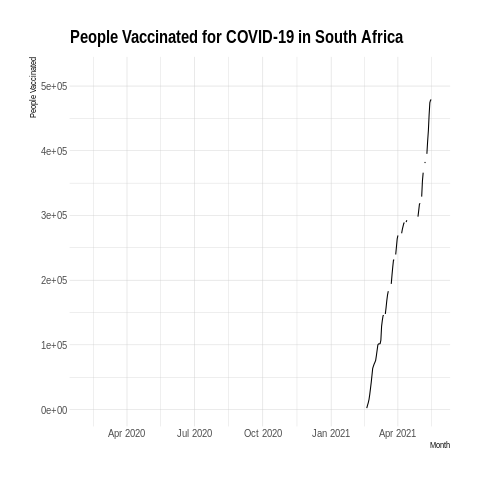 People Vaccinated for COVID-19 in South Africa
People Vaccinated
5e+05
4e+05
3e+05
2e+05
1e+05
0e+00
Apr 2020 Jul 2020 Oct 2020 Jan 2021 Apr 2021
Month